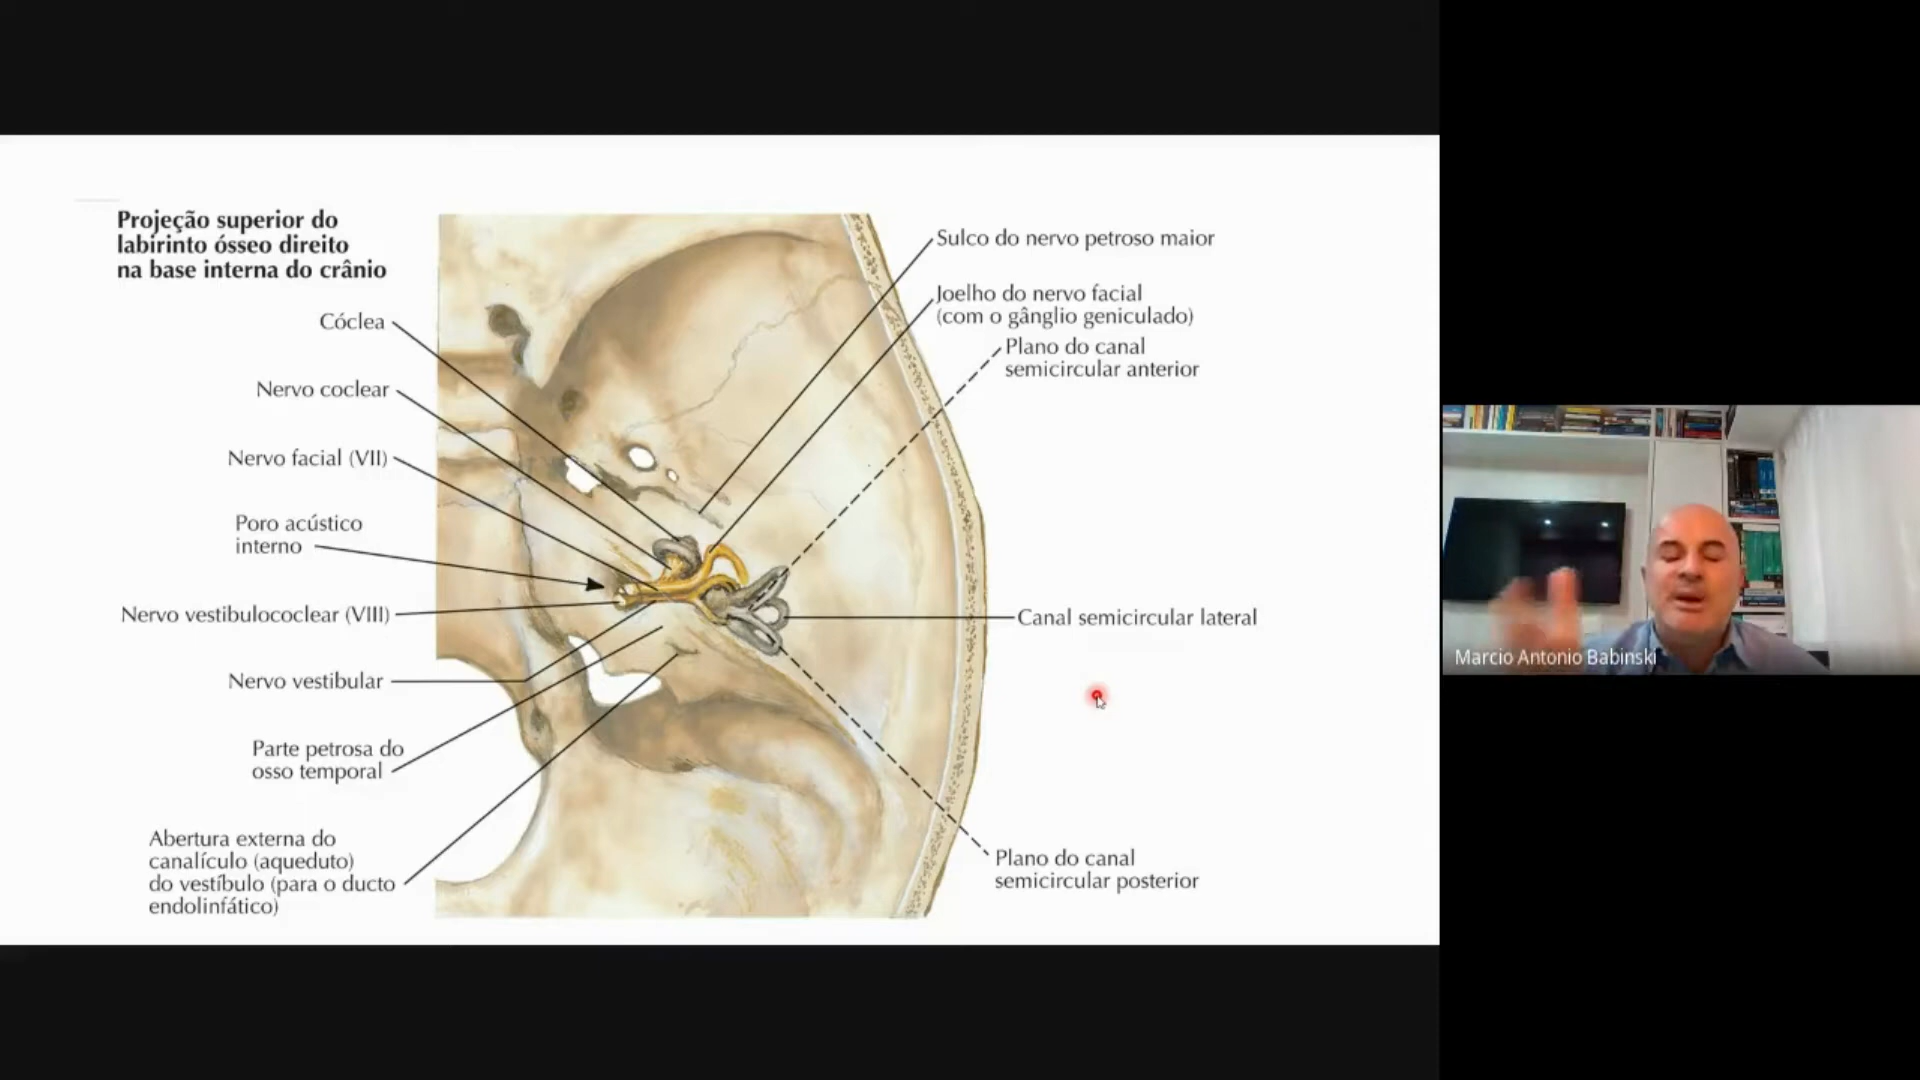 Projeção superior do
labirinto ósseo direito
na base interna do crânio
Cóclea
Nervo coclear
Nervo facial (VII)
Poro acústico
interno
Nervo vestibulococlear (VIII)
Nervo vestibular
Parte petrosa do
osso temporal
Abertura externa do
canalículo (aqueduto)
do vestíbulo (para o ducto
endolinfático)
Sulco do nervo petroso maior
Joelho do nervo facial
(com o gânglio geniculado)
Plano do canal
semicircular anterior
Canal semicircular lateral
Plano do canal
semicircular posterior
Marcio Antonio Babinski